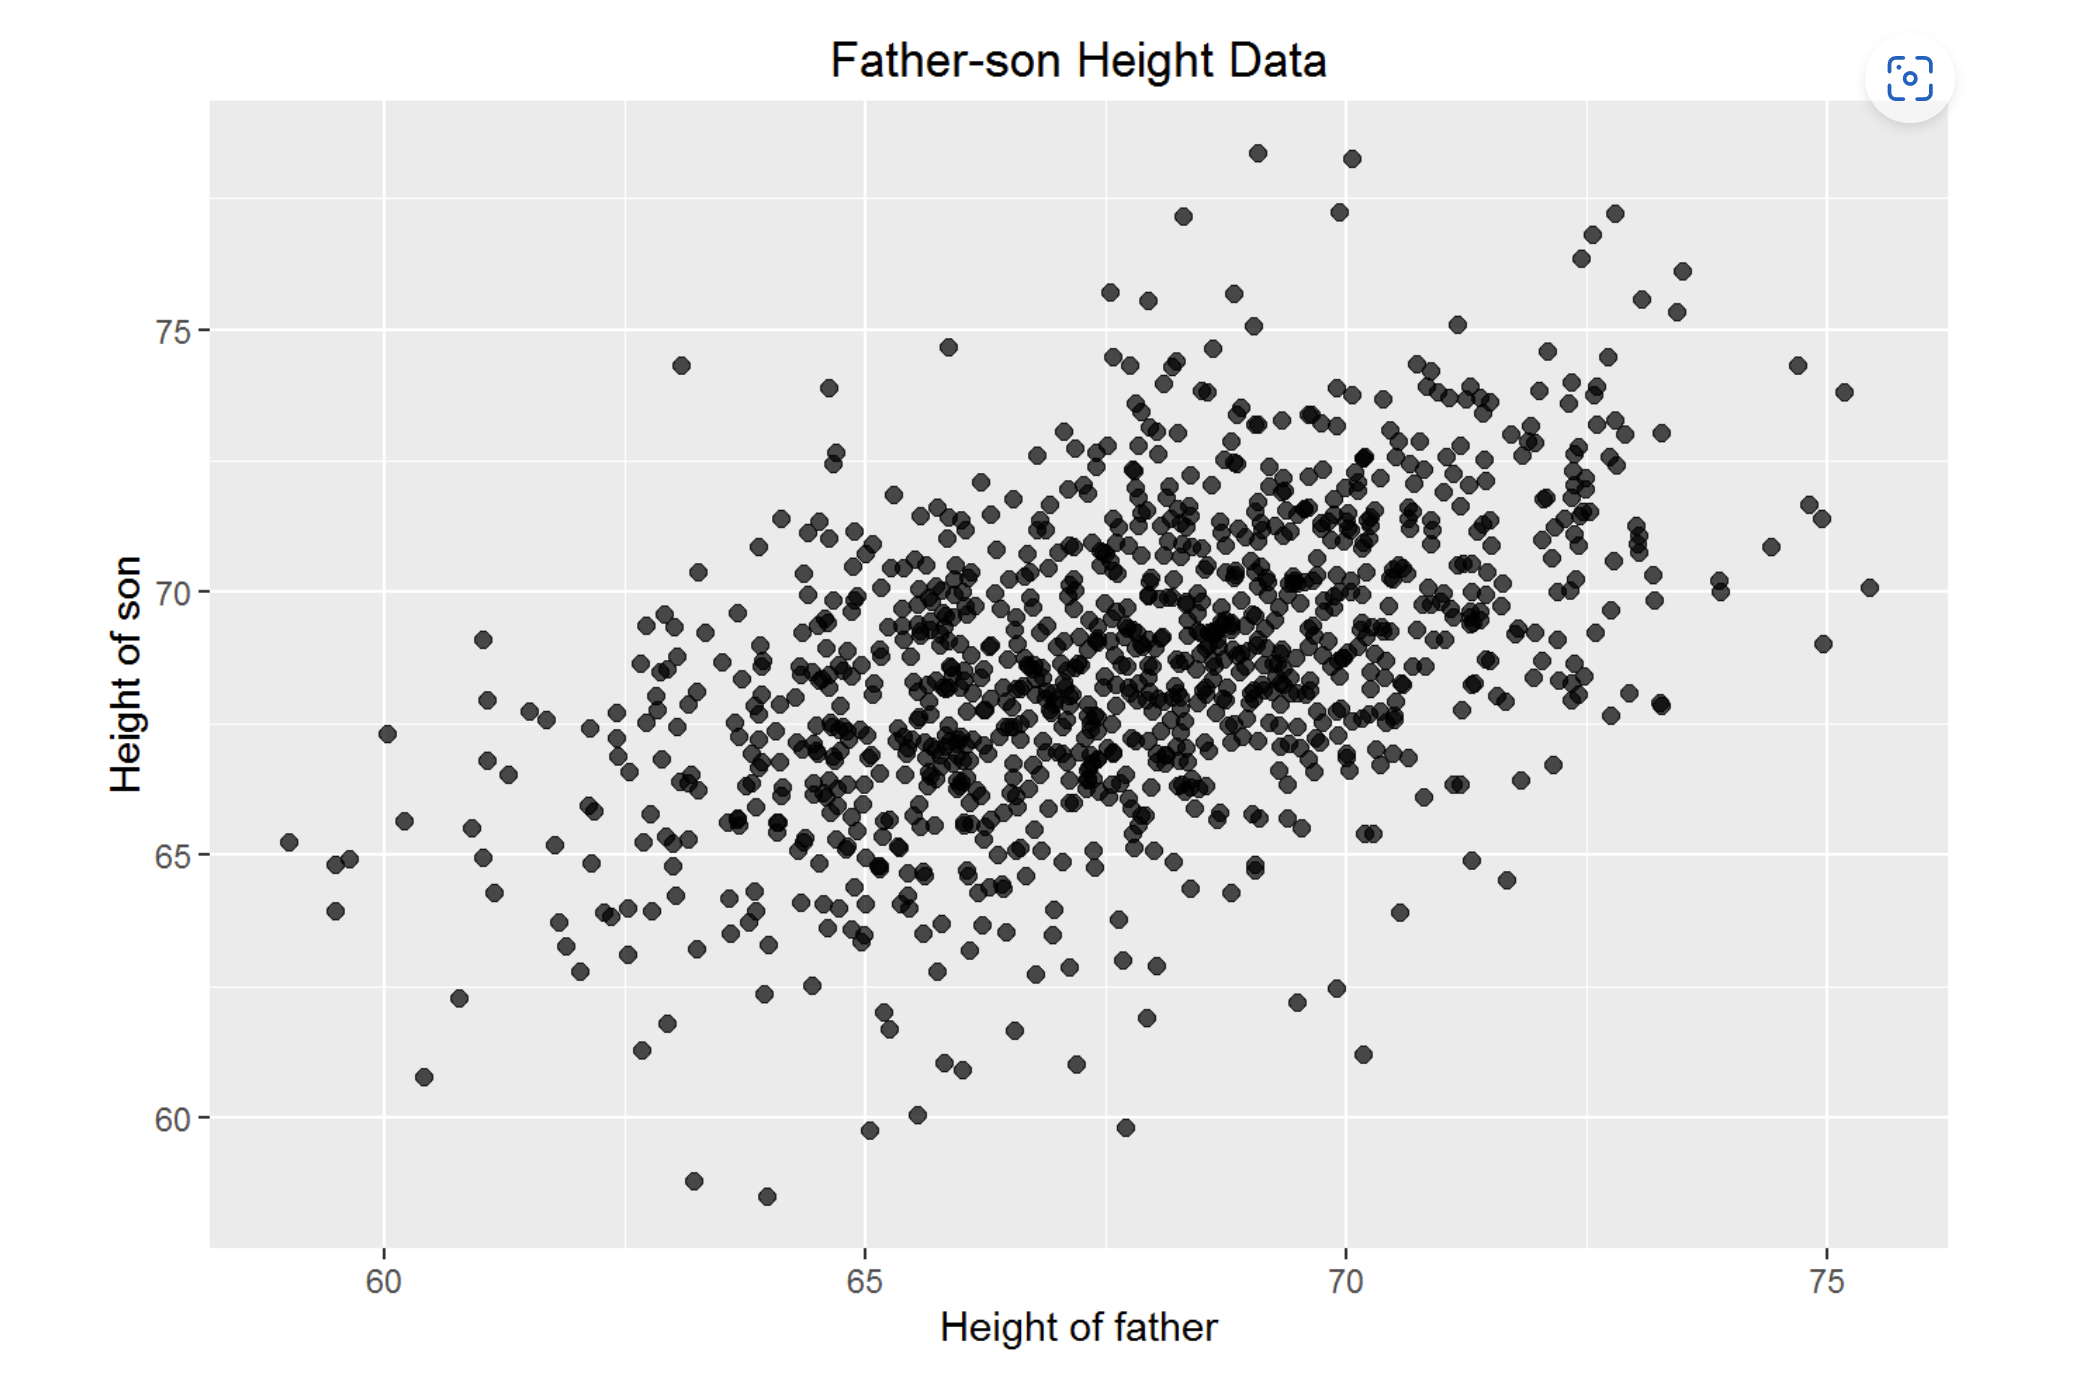 Father-son Height Data
Height of son
75
70
65
60
60 65 70 75
Height of father